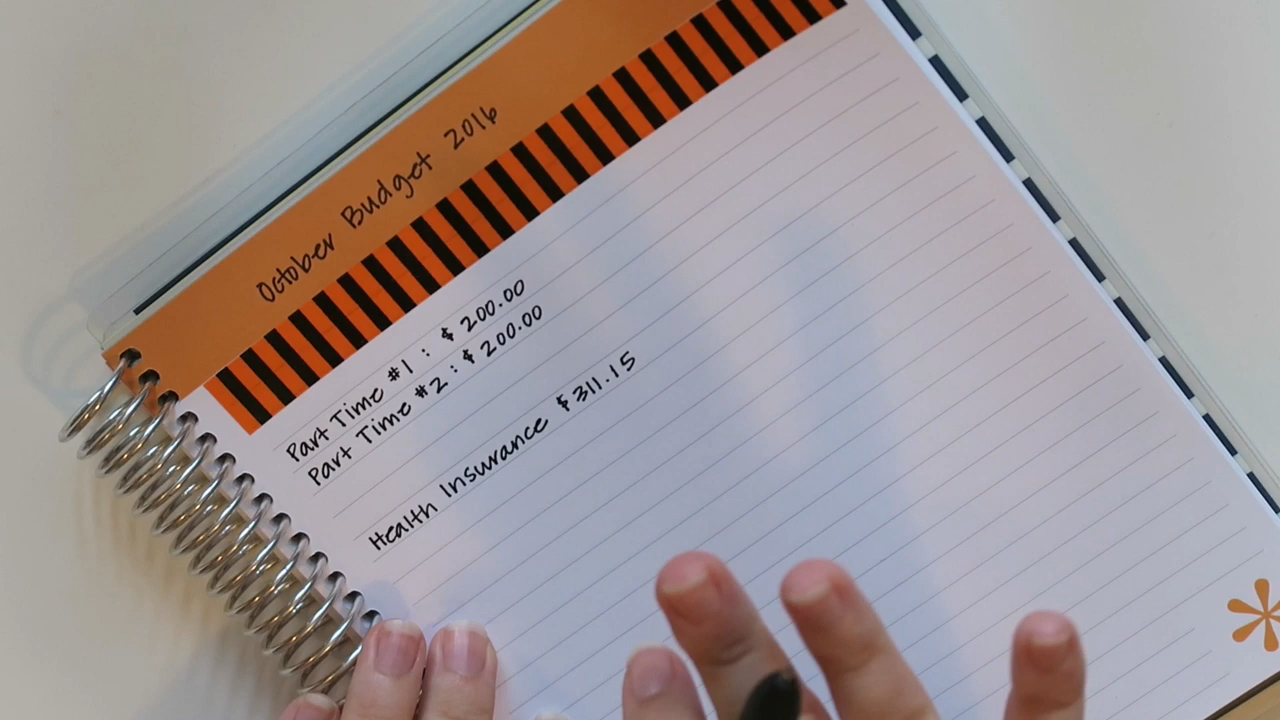 October Budget 2016
Part Time #1 : $ 200.00
Part Time #2 : $ 200.00
Health Insurance $311.15